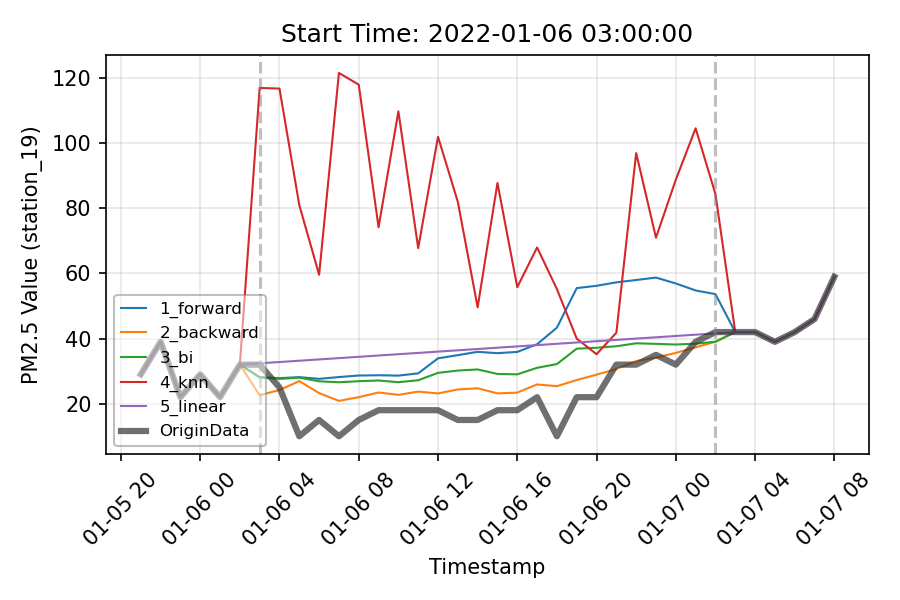 Start Time: 2022-01-06 03:00:00
PM2.5 Value (station_19)
120
100
80
60
40
20
1_forward
2_backward
3_bi
4_knn
5_linear
OriginData
01-05 20
01-06 00
01-06 04
01-06 08
01-06 12
01-06 16
01-06 20
01-07 00
01-07 04
01-07 08
Timestamp